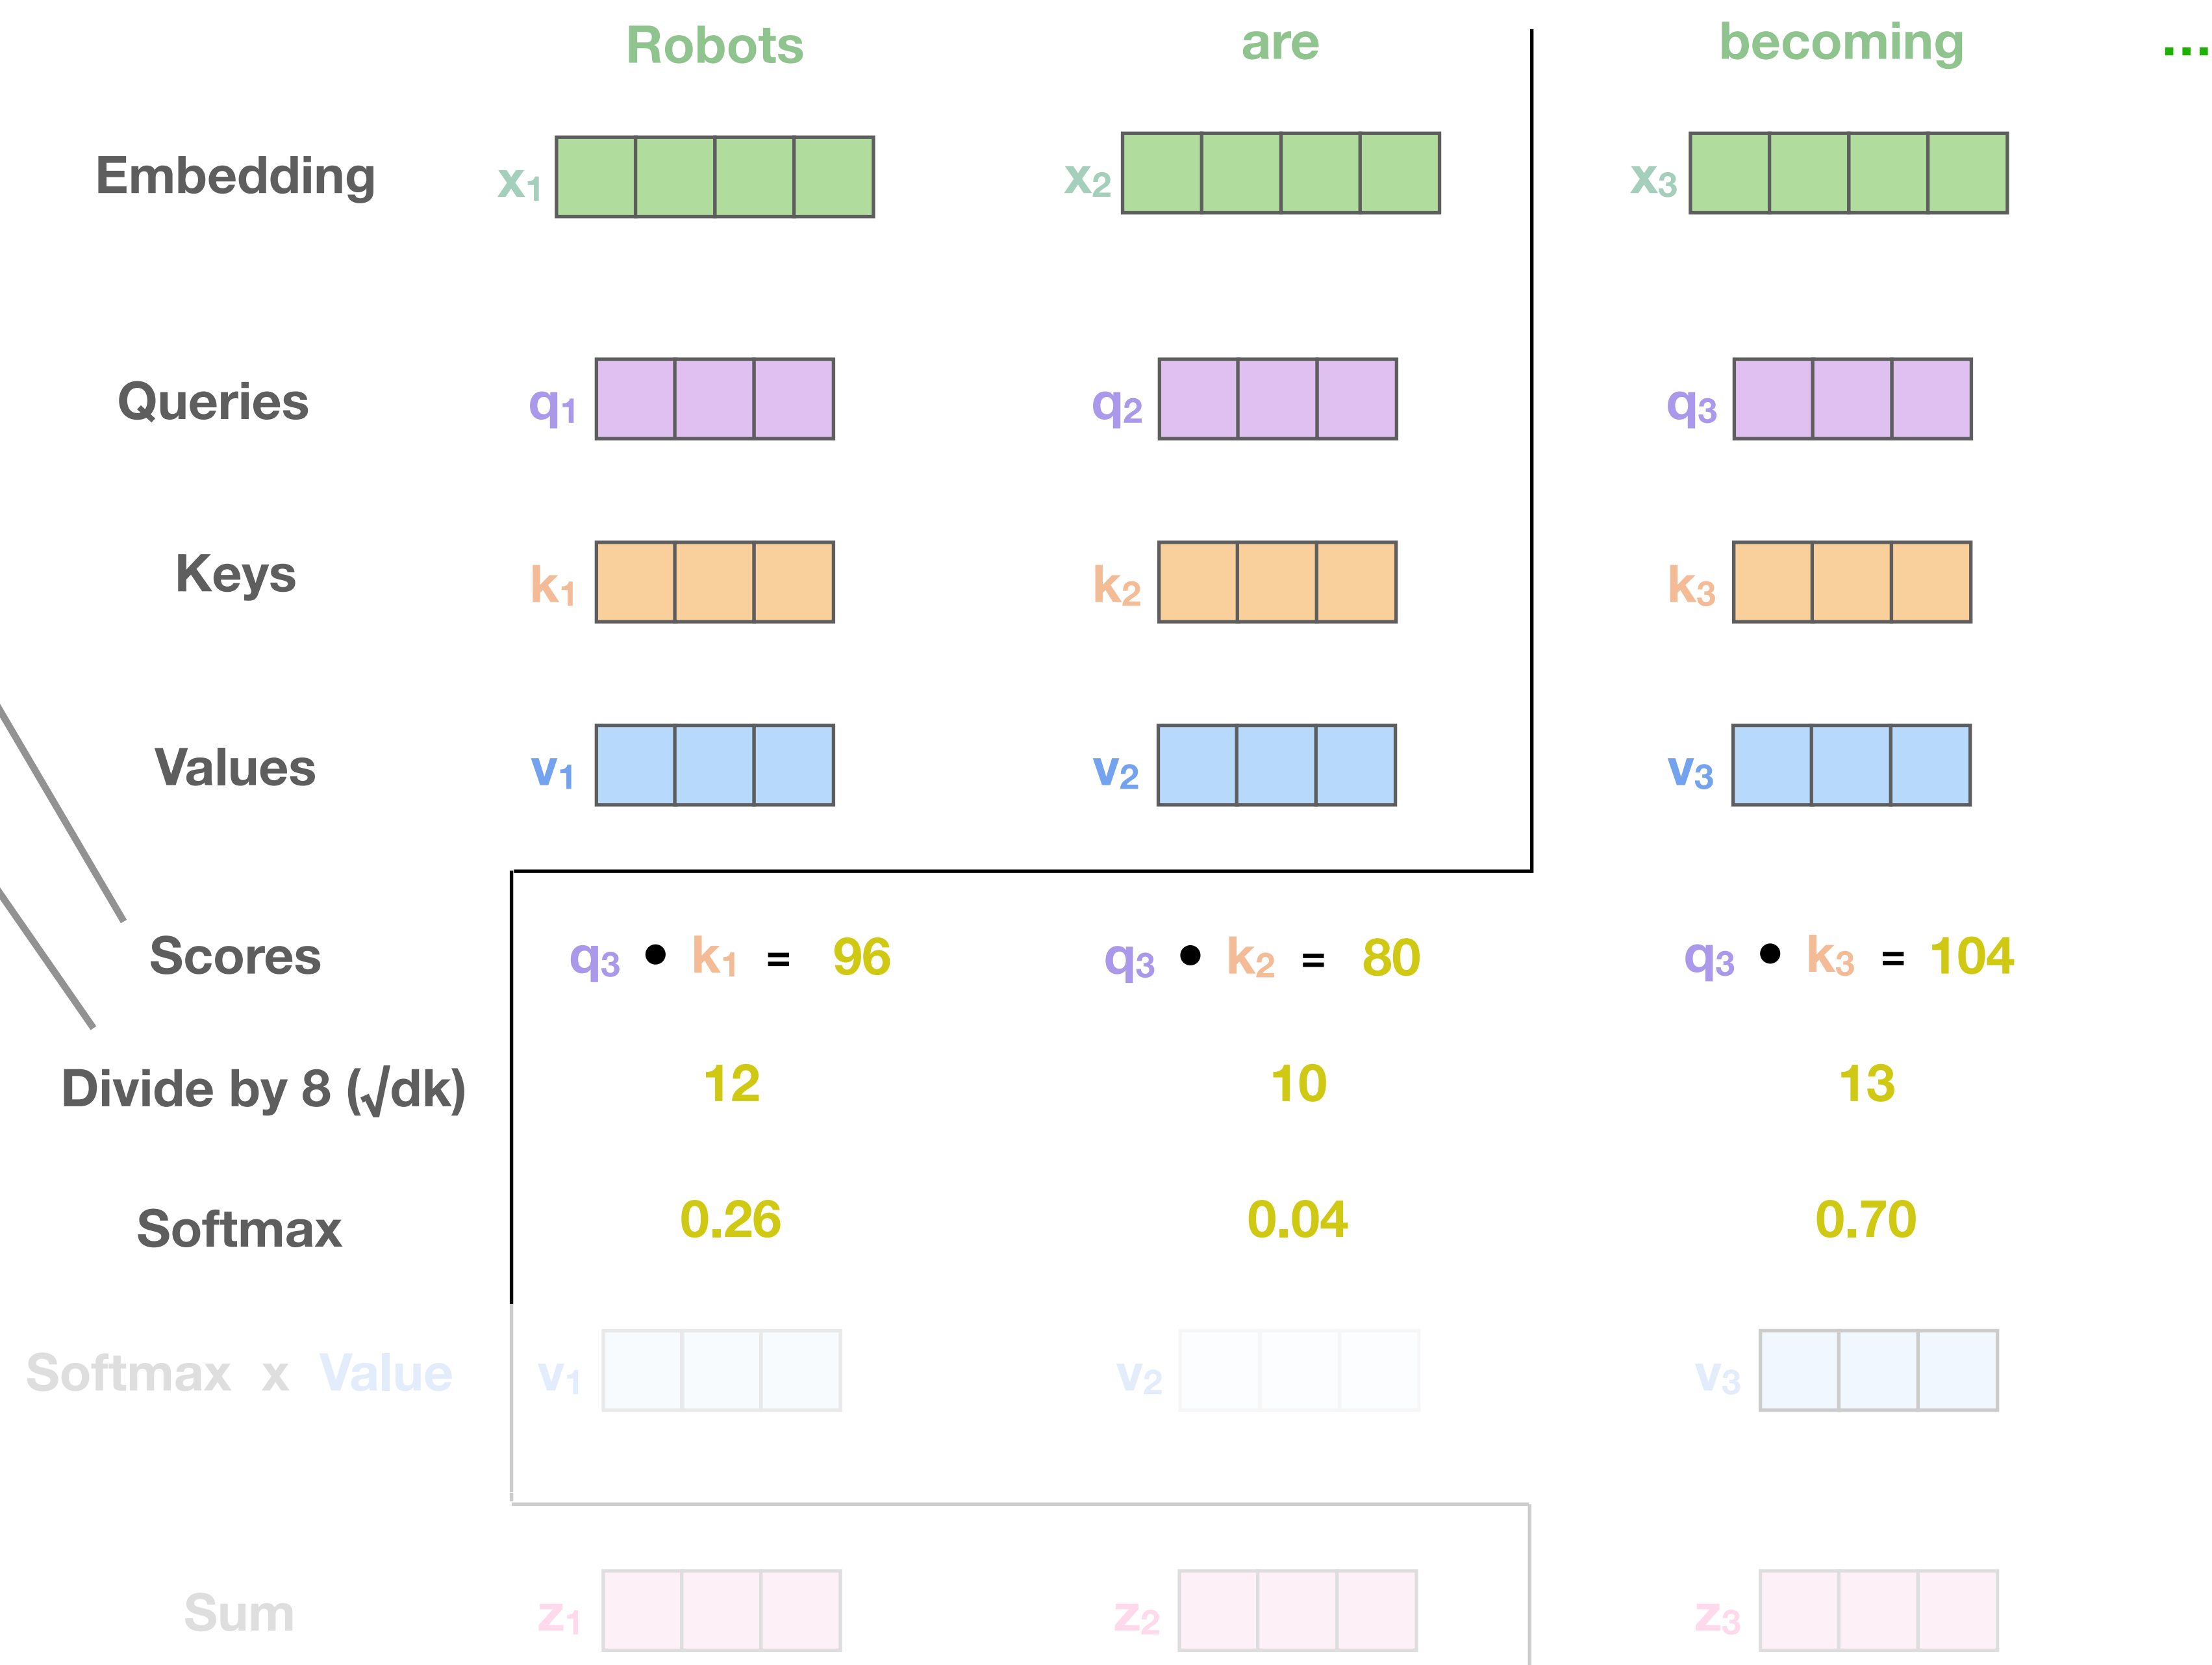 Robots are becoming ...
Embedding x1 x2 x3
Queries q1 q2 q3
Keys k1 k2 k3
Values v1 v2 v3
Scores q3 • k1 = 96 q3 • k2 = 80 q3 • k3 = 104
Divide by 8 (√dk) 12 10 13
Softmax 0.26 0.04 0.70
Softmax x Value v1 v2 v3
Sum z1 z2 z3